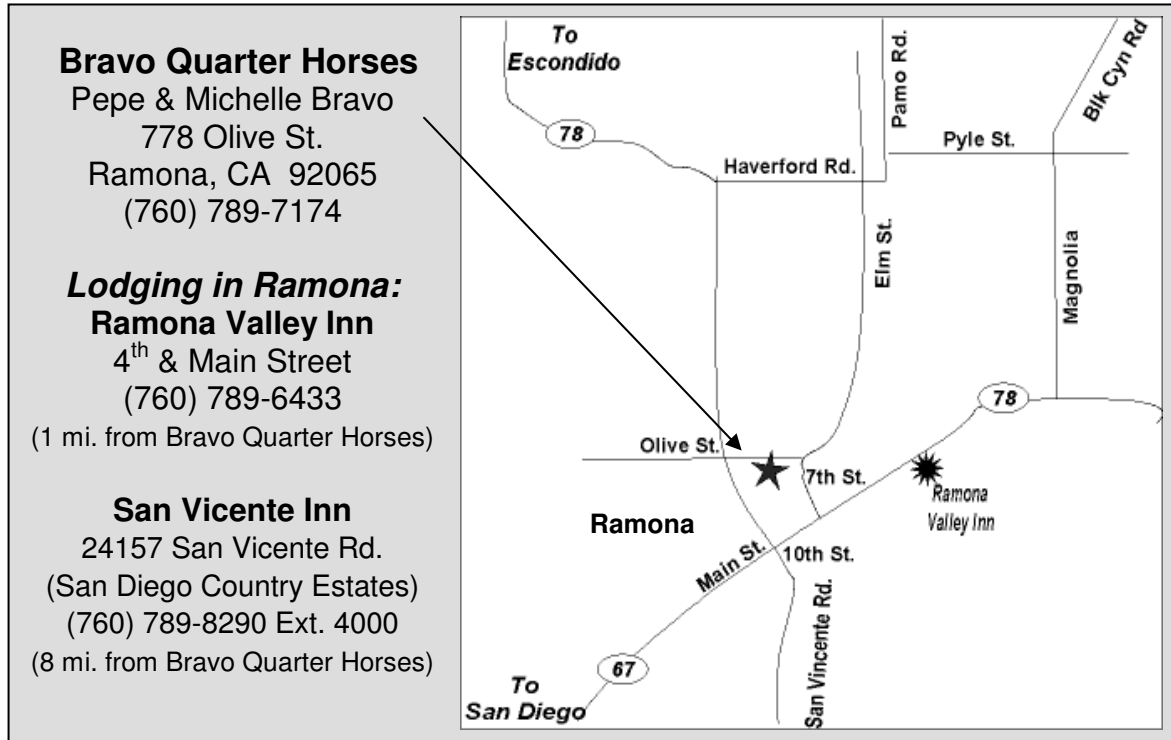 Bravo Quarter Horses
Pepe & Michelle Bravo
778 Olive St.
Ramona, CA 92065
(760) 789-7174
Lodging in Ramona:
Ramona Valley Inn
4th & Main Street
(760) 789-6433
(1 mi. from Bravo Quarter Horses)
San Vicente Inn
24157 San Vicente Rd.
(San Diego Country Estates)
(760) 789-8290 Ext. 4000
(8 mi. from Bravo Quarter Horses)
To
Escondido
78
Haverford Rd.
Pamo Rd.
Blk Cyn Rd
Pyle St.
Elm St.
Magnolia
78
Olive St.
7th St.
Ramona
Valley Inn
Ramona
Main St.
10th St.
San Vincente Rd.
67
To
San Diego